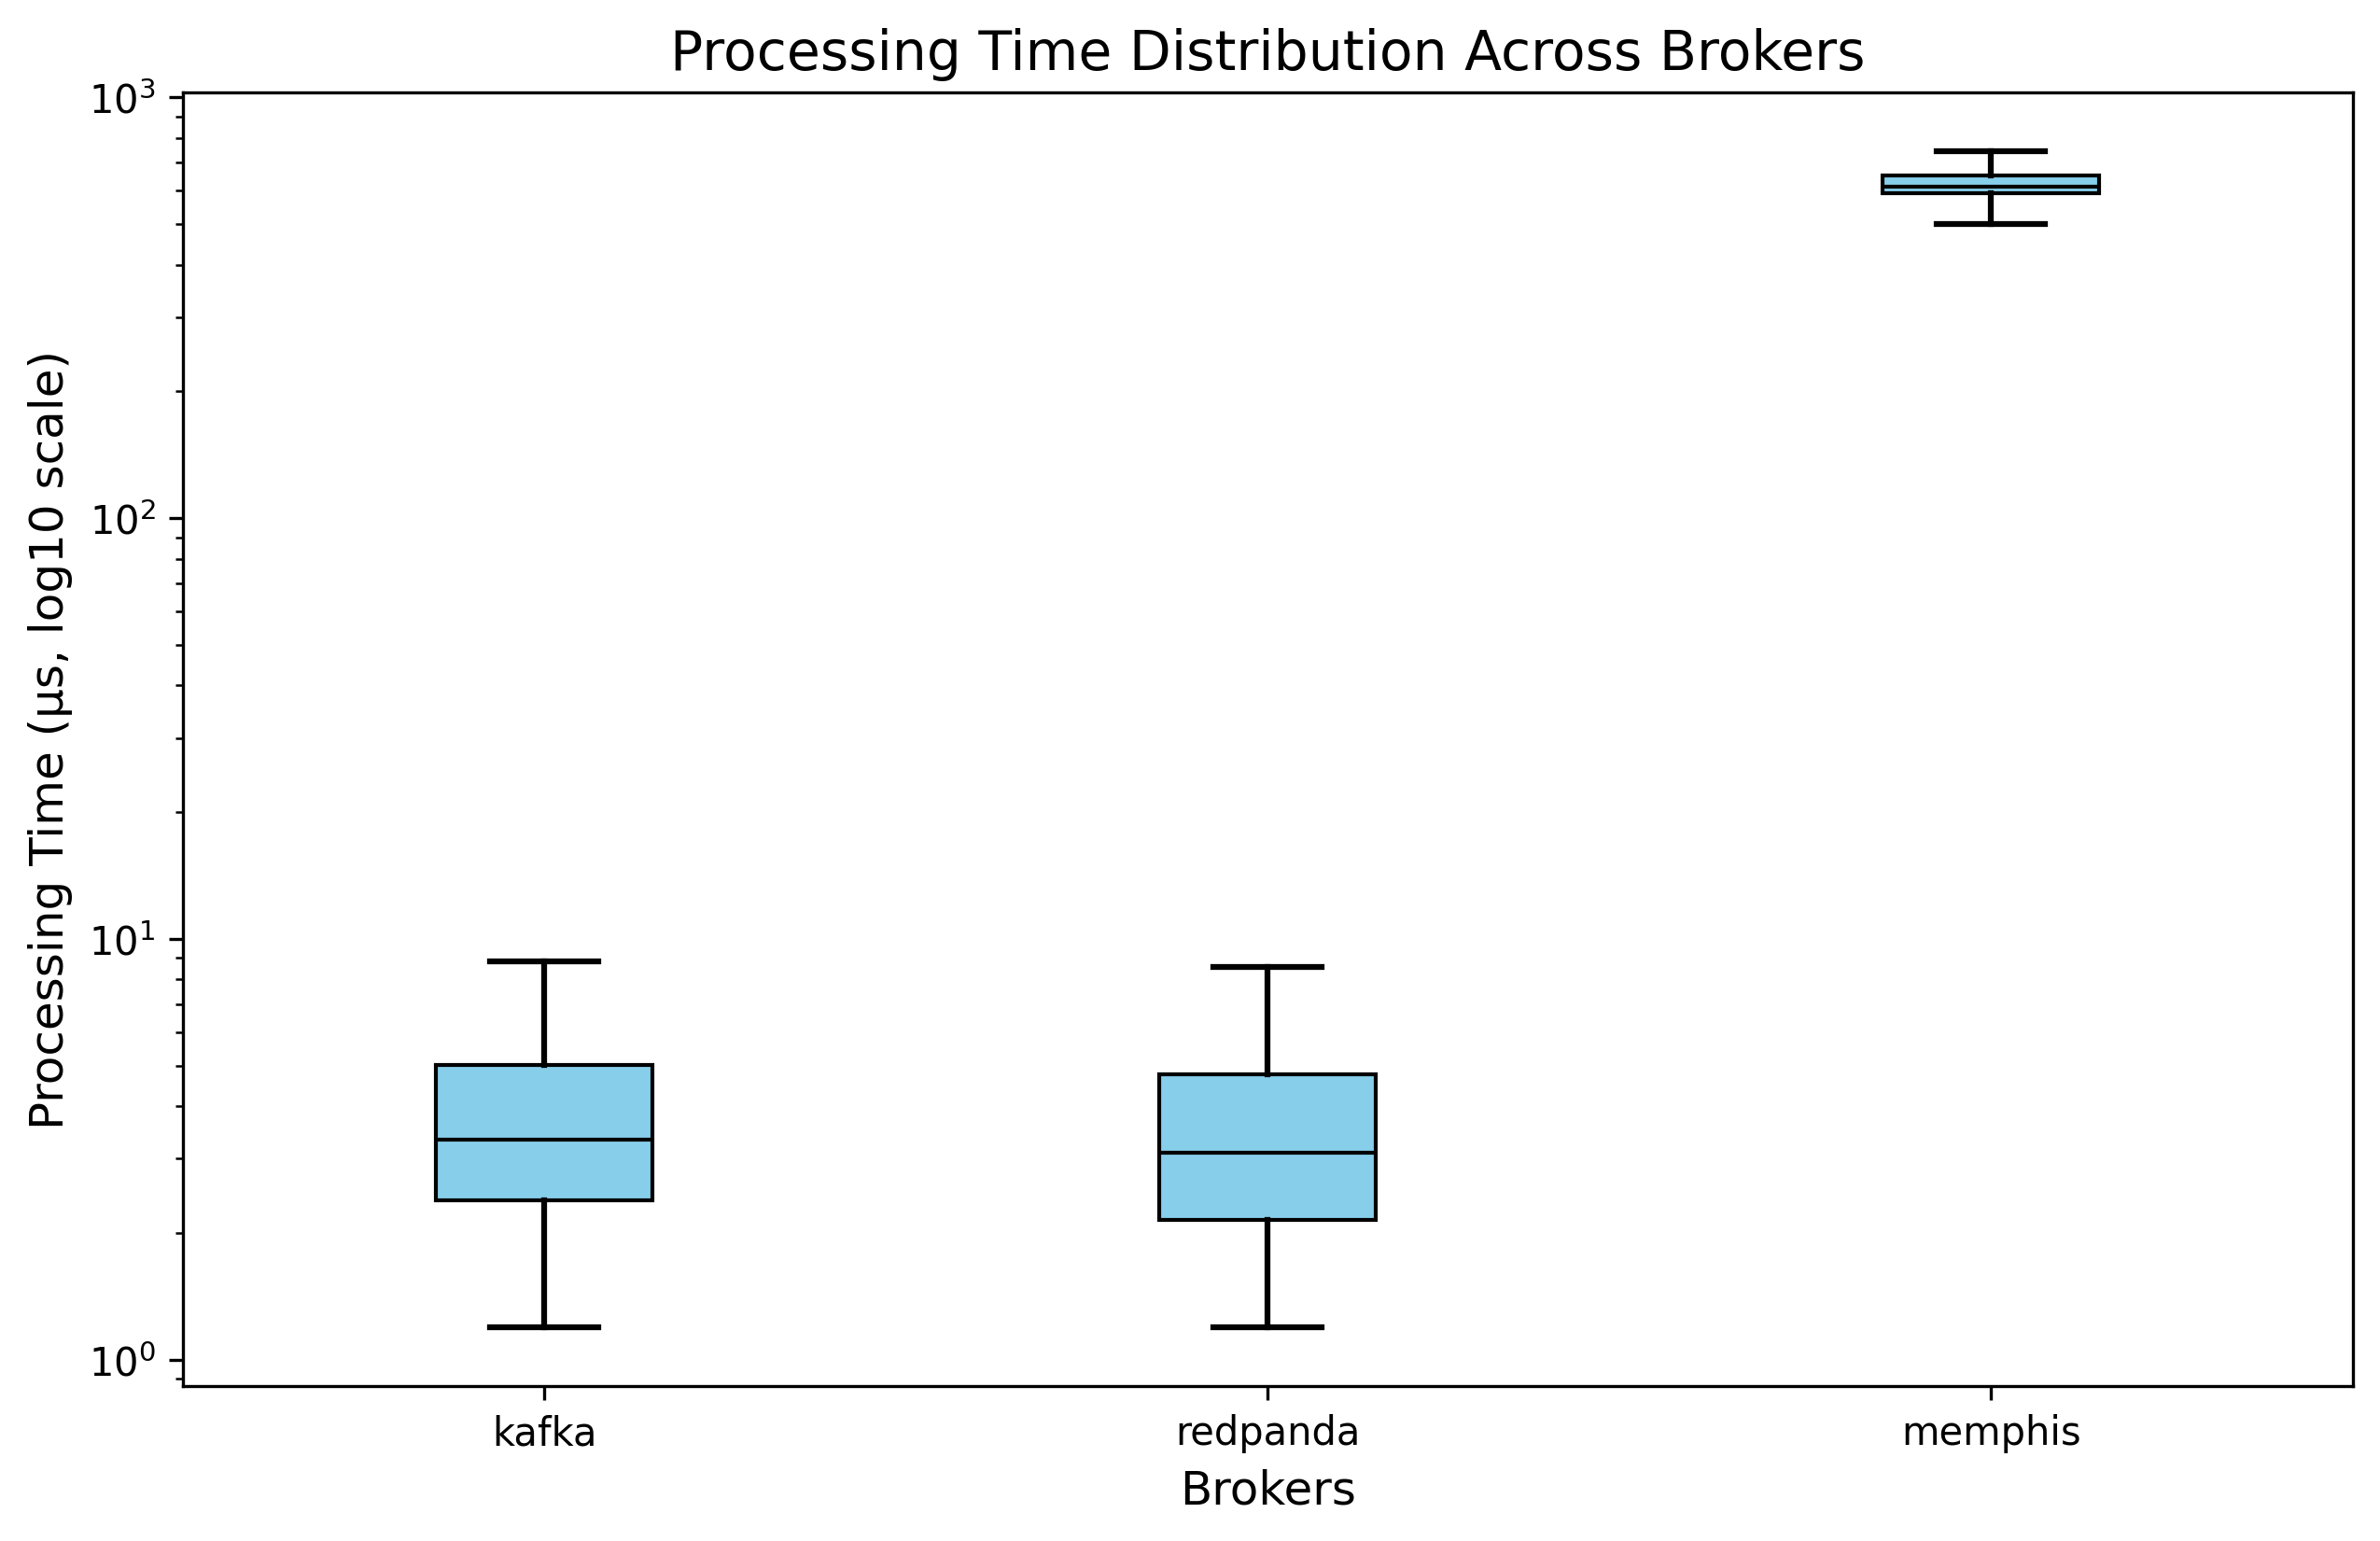 Processing Time Distribution Across Brokers
Processing Time (µs, log10 scale)
10³
10²
10¹
10⁰
kafka redpanda memphis
Brokers